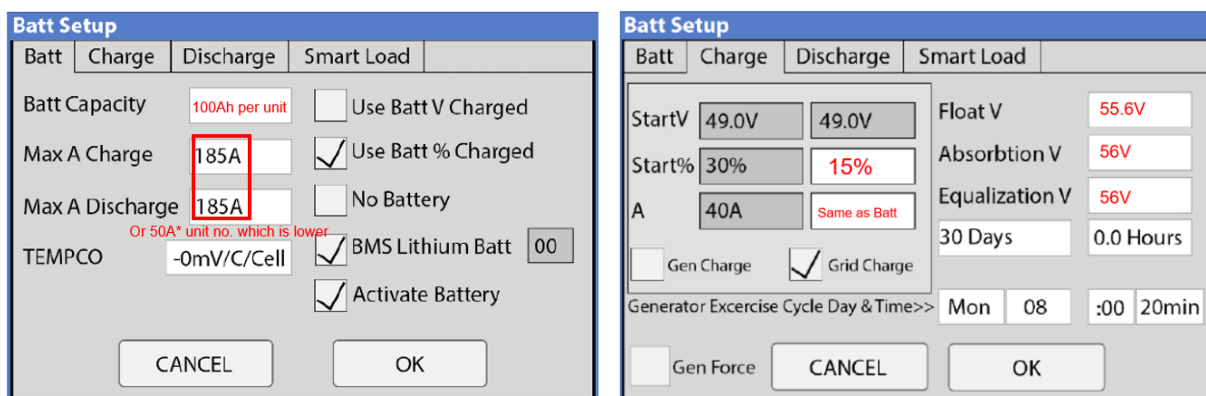 Batt Setup
Batt Charge Discharge Smart Load
Batt Capacity 100Ah per unit Use Batt V Charged
Max A Charge 185A Use Batt % Charged
Max A Discharge 185A No Battery
Or 50A* unit no. which is lower
TEMPCO -0mV/C/Cell BMS Lithium Batt 00
Activate Battery
CANCEL OK
Batt Setup
Batt Charge Discharge Smart Load
StartV 49.0V 49.0V Float V 55.6V
Start% 30% 15% Absorbtion V 56V
A 40A Same as Batt Equalization V 56V
30 Days 0.0 Hours
Gen Charge Grid Charge
Generator Excercise Cycle Day & Time>> Mon 08 :00 20min
Gen Force CANCEL OK